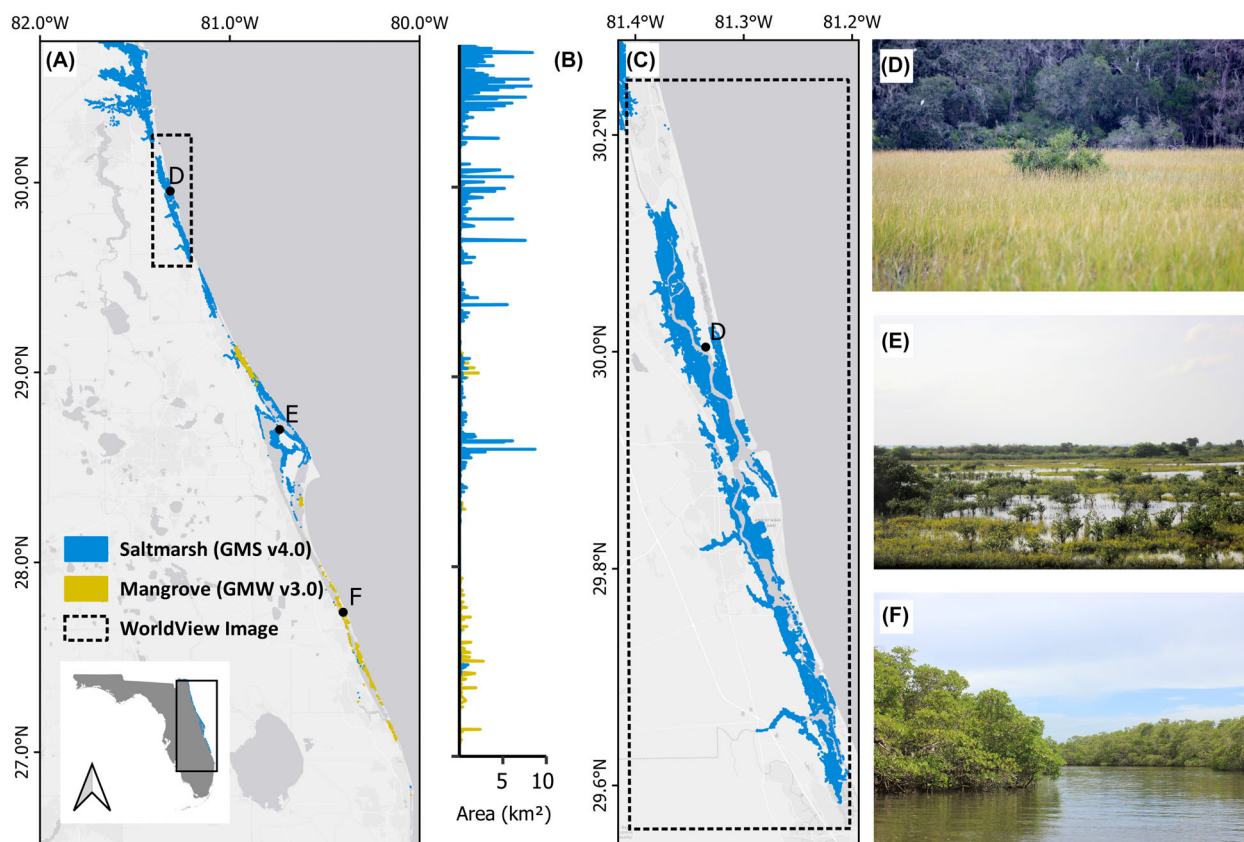 82.0°W 81.0°W 80.0°W
(A)
30.0°N
29.0°N
28.0°N
27.0°N
D
E
F
Saltmarsh (GMS v4.0)
Mangrove (GMW v3.0)
WorldView Image
(B)
5 10
Area (km²)
81.4°W 81.3°W 81.2°W
(C)
30.2°N
30.0°N
29.8°N
29.6°N
D
(D)
(E)
(F)